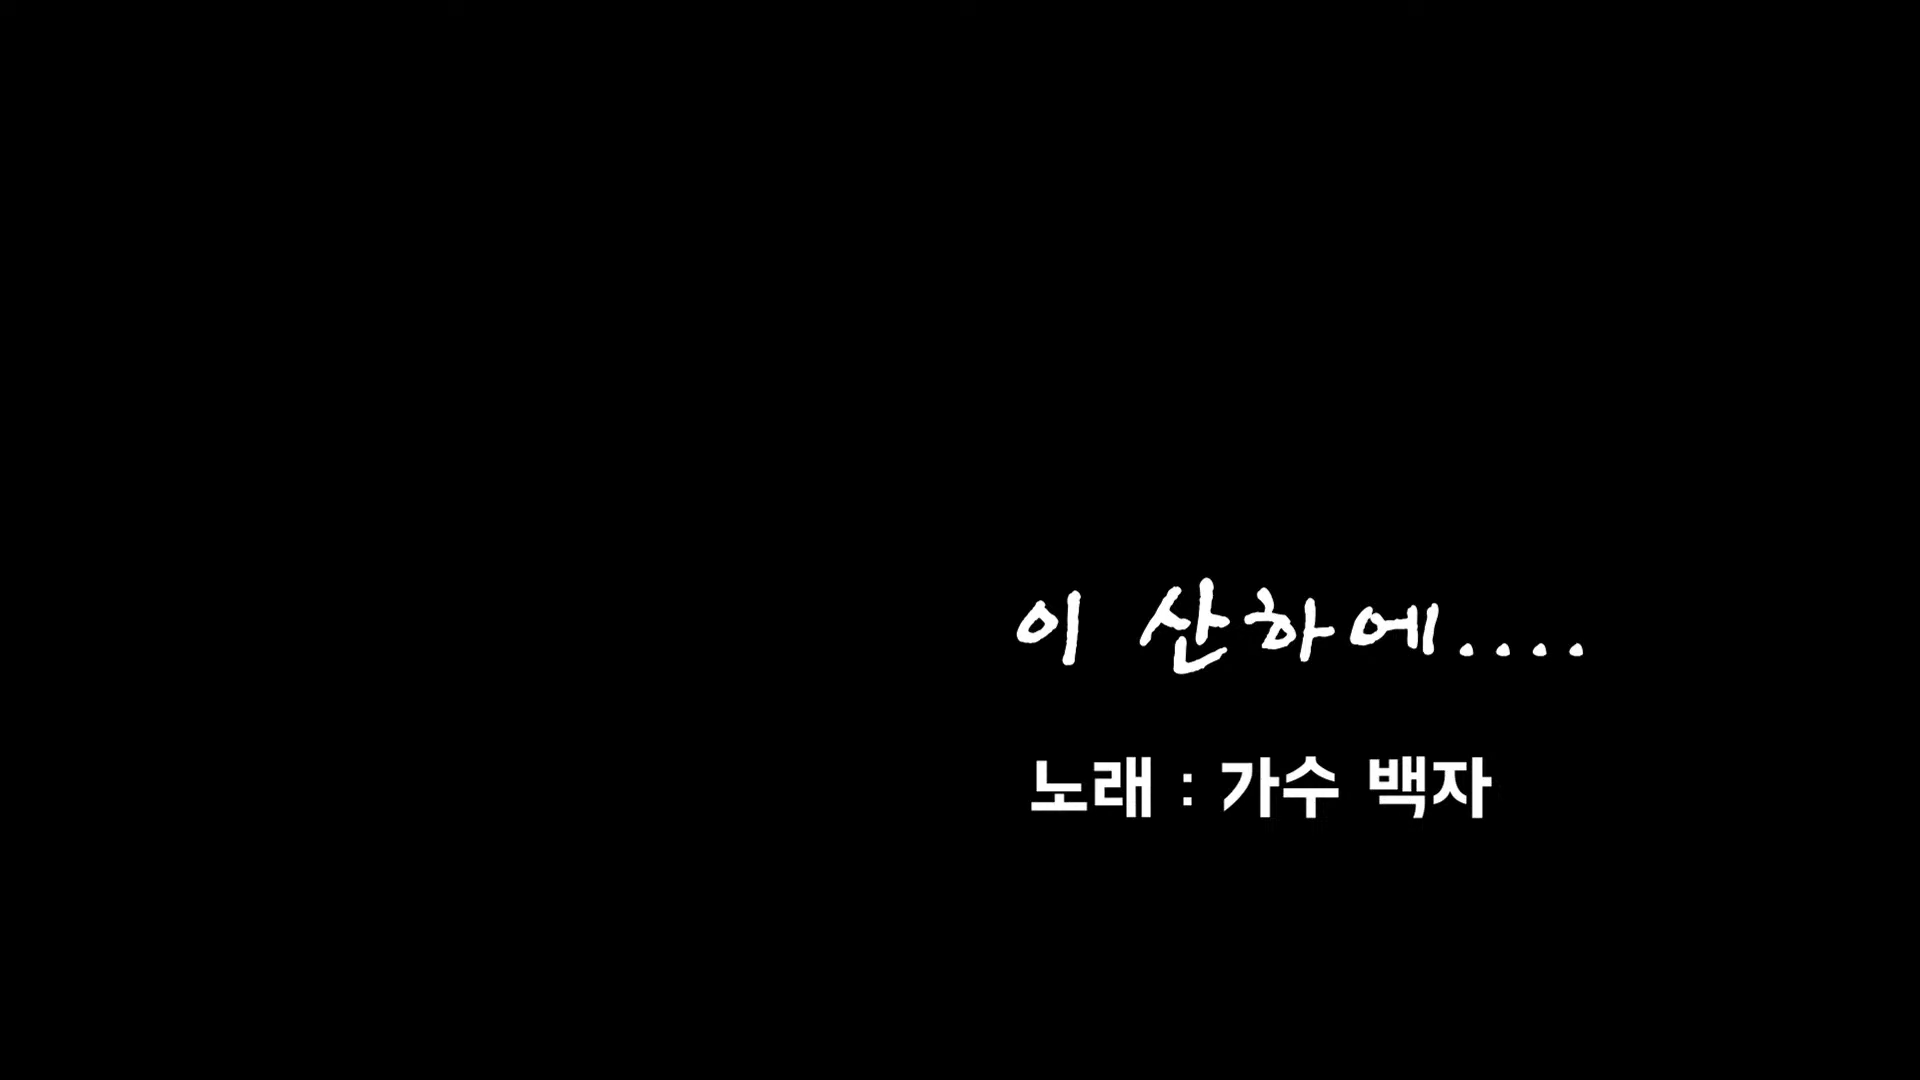 이 산하에....
노래 : 가수 백자